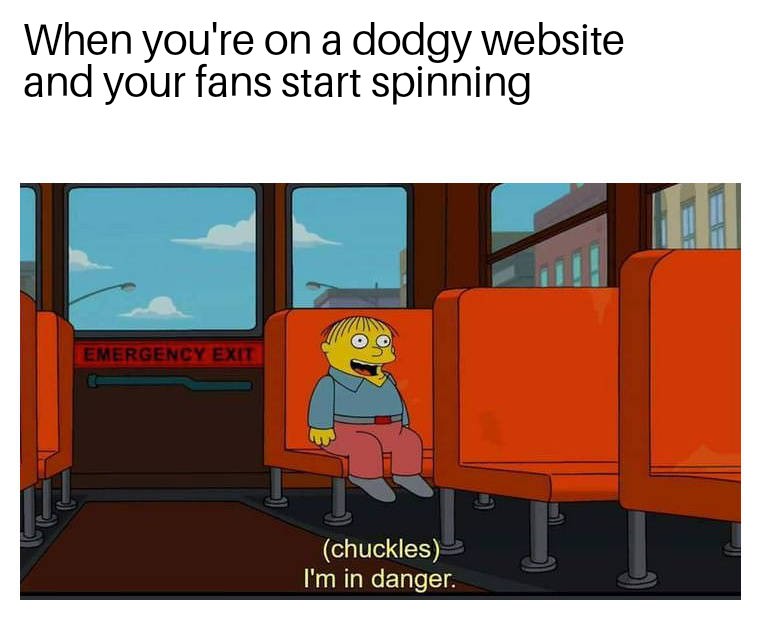 When you're on a dodgy website
and your fans start spinning
EMERGENCY EXIT
(chuckles)
I'm in danger.